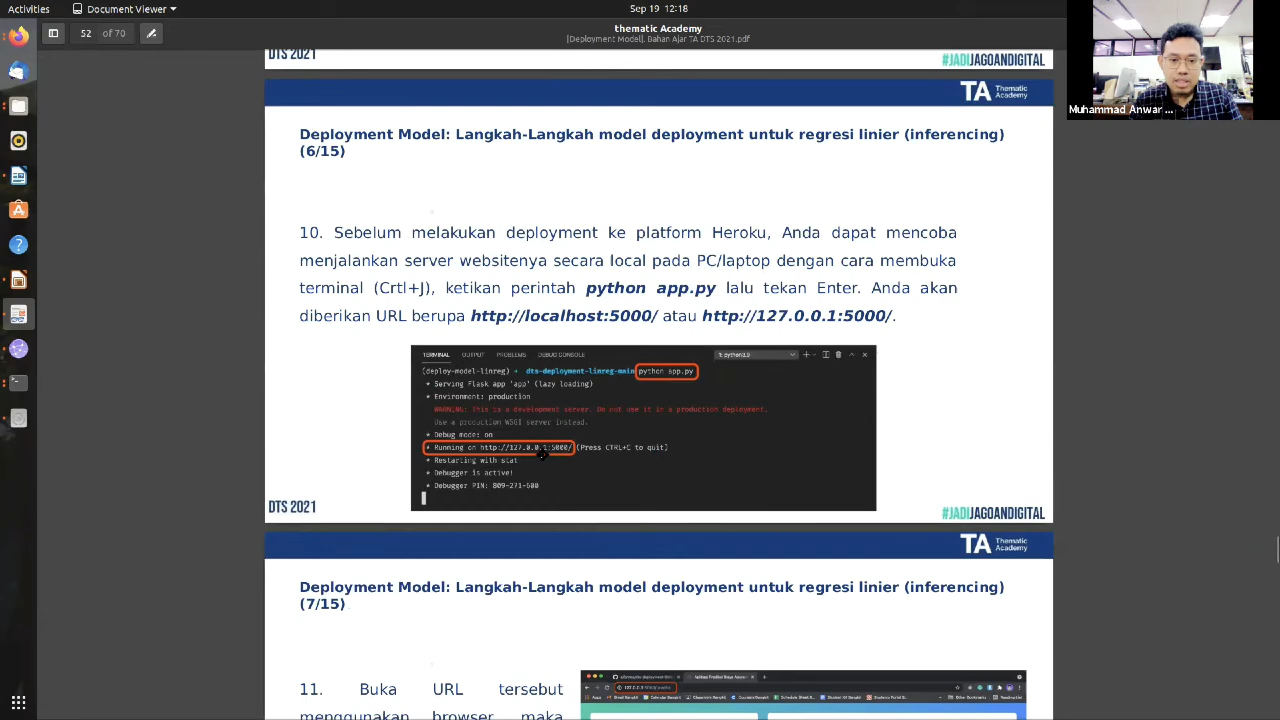 Activities
Document Viewer
Sep 19 12:18
52 of 70
thematic Academy
[Deployment Model]. Bahan Ajar TA DTS 2021.pdf
Muhammad Anwar ...
DTS 2021
#JADIJAGOANDIGITAL
TA Thematic Academy
Deployment Model: Langkah-Langkah model deployment untuk regresi linier (inferencing)
(6/15)
10. Sebelum melakukan deployment ke platform Heroku, Anda dapat mencoba
menjalankan server websitenya secara local pada PC/laptop dengan cara membuka
terminal (Crtl+J), ketikan perintah python app.py lalu tekan Enter. Anda akan
diberikan URL berupa http://localhost:5000/ atau http://127.0.0.1:5000/.
TERMINAL OUTPUT PROBLEMS DEBUG CONSOLE 1: python3.9
(deploy-model-linreg) → dts-deployment-linreg-main python app.py
* Serving Flask app 'app' (lazy loading)
* Environment: production
WARNING: This is a development server. Do not use it in a production deployment.
Use a production WSGI server instead.
* Debug mode: on
* Running on http://127.0.0.1:5000/ (Press CTRL+C to quit)
* Restarting with stat
* Debugger is active!
* Debugger PIN: 809-271-600
DTS 2021
#JADIJAGOANDIGITAL
TA Thematic Academy
Deployment Model: Langkah-Langkah model deployment untuk regresi linier (inferencing)
(7/15)
11. Buka URL tersebut
menggunakan browser maka